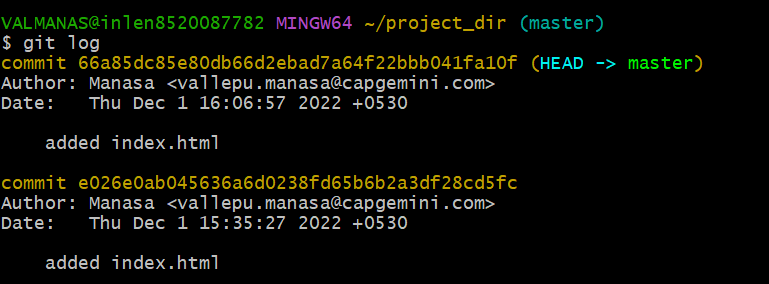 VALMANAS@inlen8520087782 MINGW64 ~/project_dir (master)
$ git log
commit 66a85dc85e80db66d2ebad7a64f22bbb041fa10f (HEAD -> master)
Author: Manasa <vallepu.manasa@capgemini.com>
Date:   Thu Dec 1 16:06:57 2022 +0530

    added index.html

commit e026e0ab045636a6d0238fd65b6b2a3df28cd5fc
Author: Manasa <vallepu.manasa@capgemini.com>
Date:   Thu Dec 1 15:35:27 2022 +0530

    added index.html